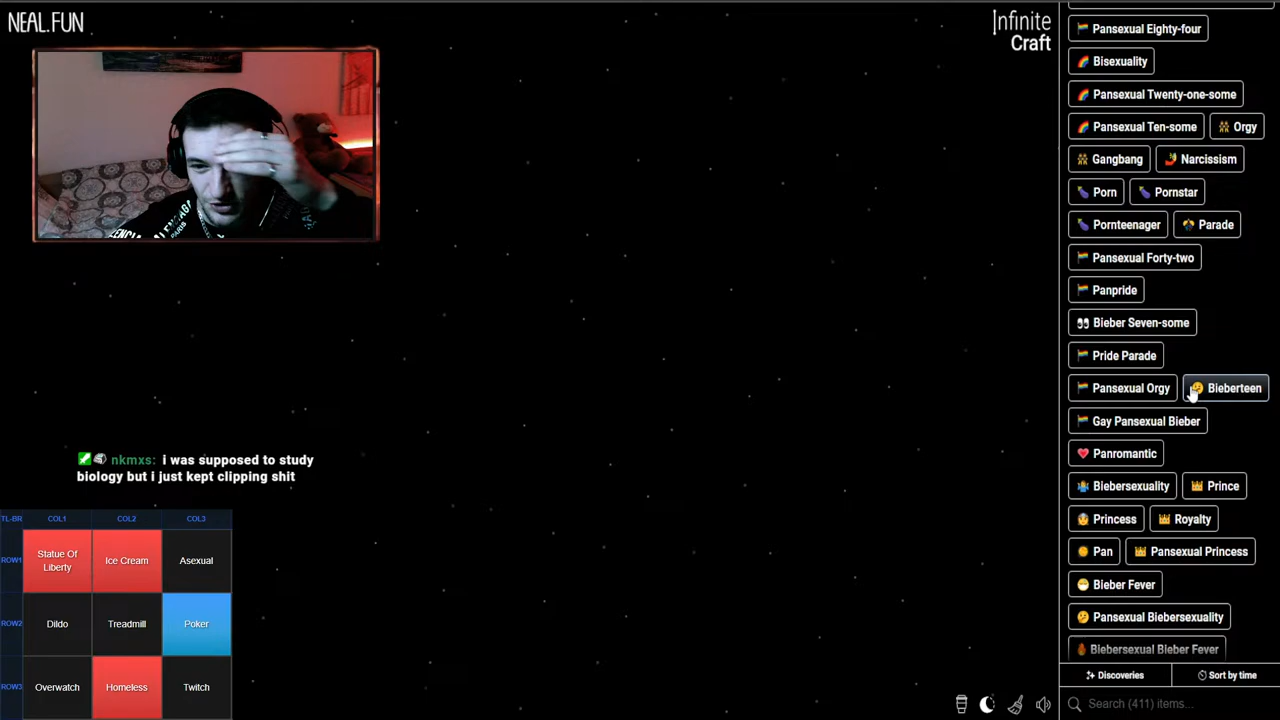 NEAL.FUN
Infinite
Craft
Pansexual Eighty-four
Bisexuality
Pansexual Twenty-one-some
Pansexual Ten-some Orgy
Gangbang Narcissism
Porn Pornstar
Pornteenager Parade
Pansexual Forty-two
Panpride
Bieber Seven-some
Pride Parade
Pansexual Orgy Bieberteen
Gay Pansexual Bieber
Panromantic
Biebersexuality Prince
Princess Royalty
Pan Pansexual Princess
Bieber Fever
Pansexual Biebersexuality
Biebersexual Bieber Fever
Discoveries Sort by time
Search (411) items...
nkmxs: i was supposed to study
biology but i just kept clipping shit
TL-BR COL1 COL2 COL3
ROW1 Statue Of Liberty Ice Cream Asexual
ROW2 Dildo Treadmill Poker
ROW3 Overwatch Homeless Twitch